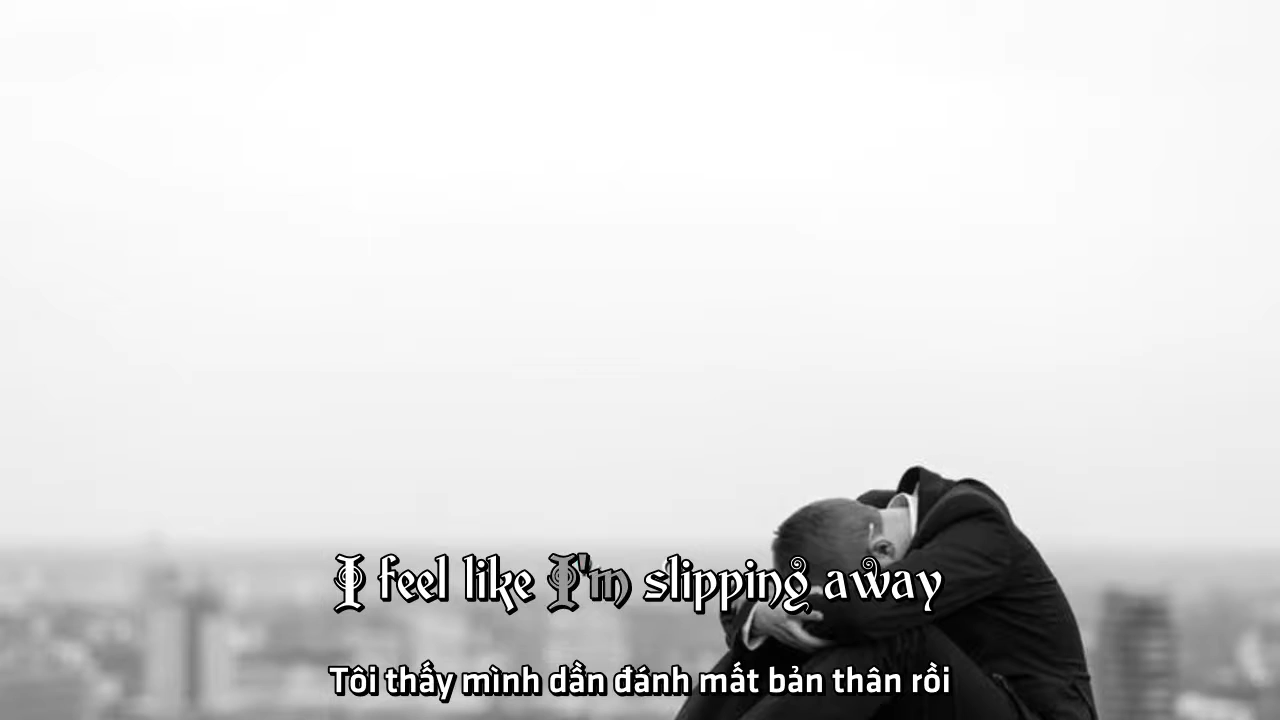 I feel like I'm slipping away
Tôi thấy mình dần đánh mất bản thân rồi